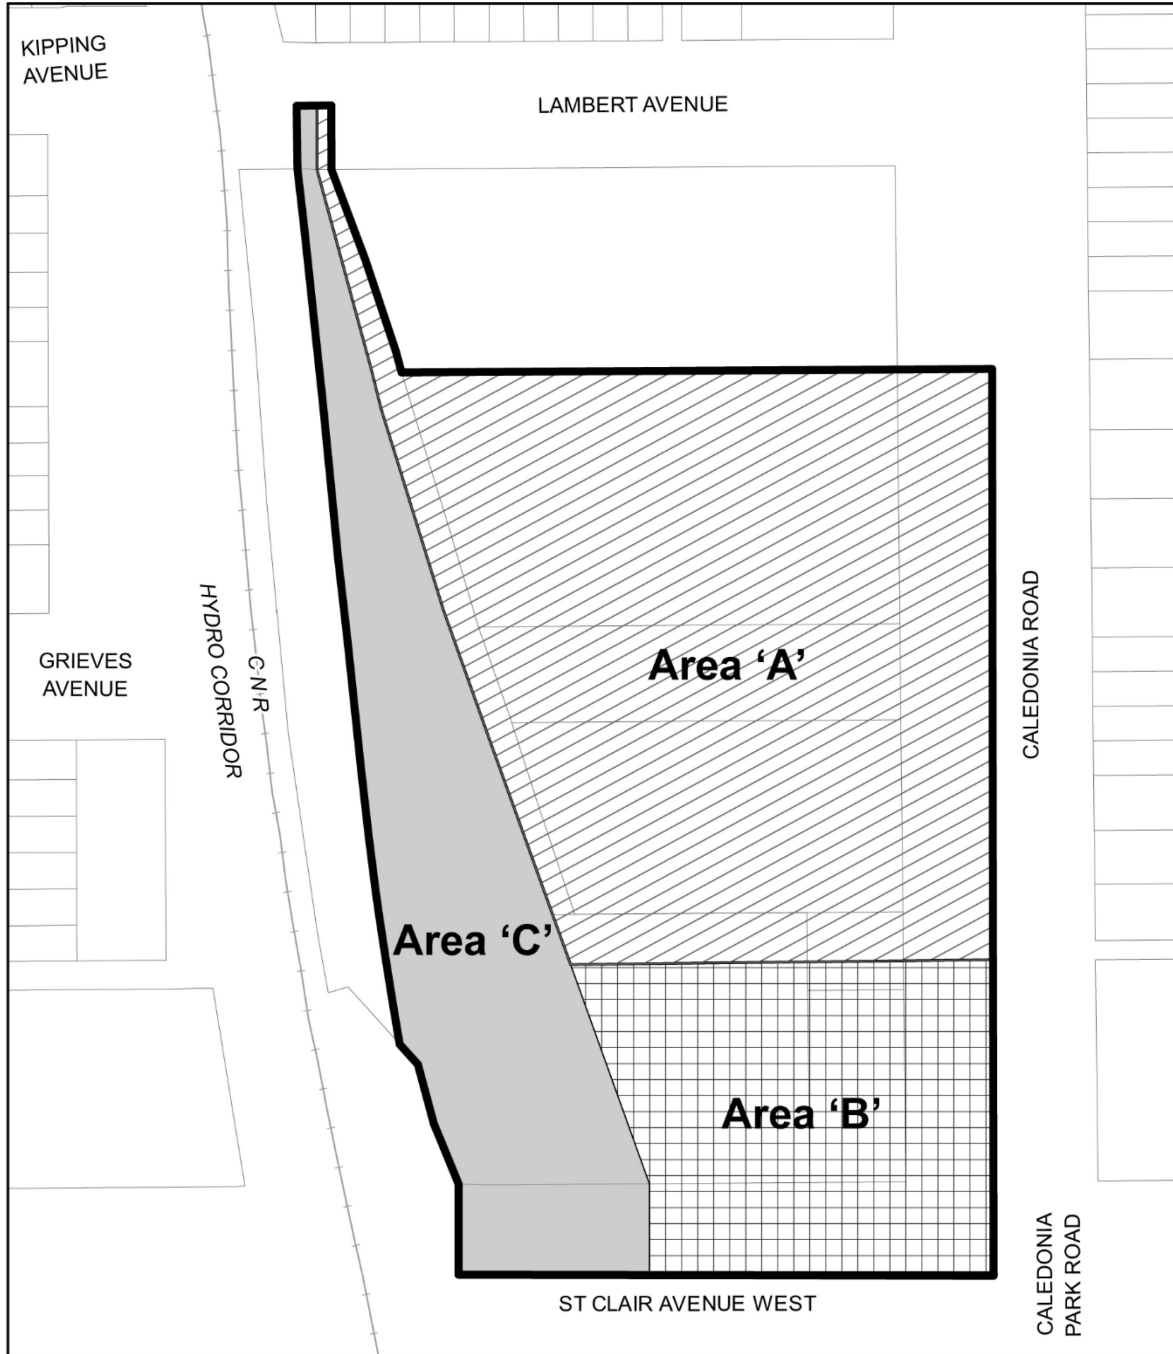 KIPPING
AVENUE
LAMBERT AVENUE
HYDRO CORRIDOR
C-N-R
CALEDONIA ROAD
GRIEVES
AVENUE
Area ‘A’
Area ‘C’
Area ‘B’
CALEDONIA
PARK ROAD
ST CLAIR AVENUE WEST